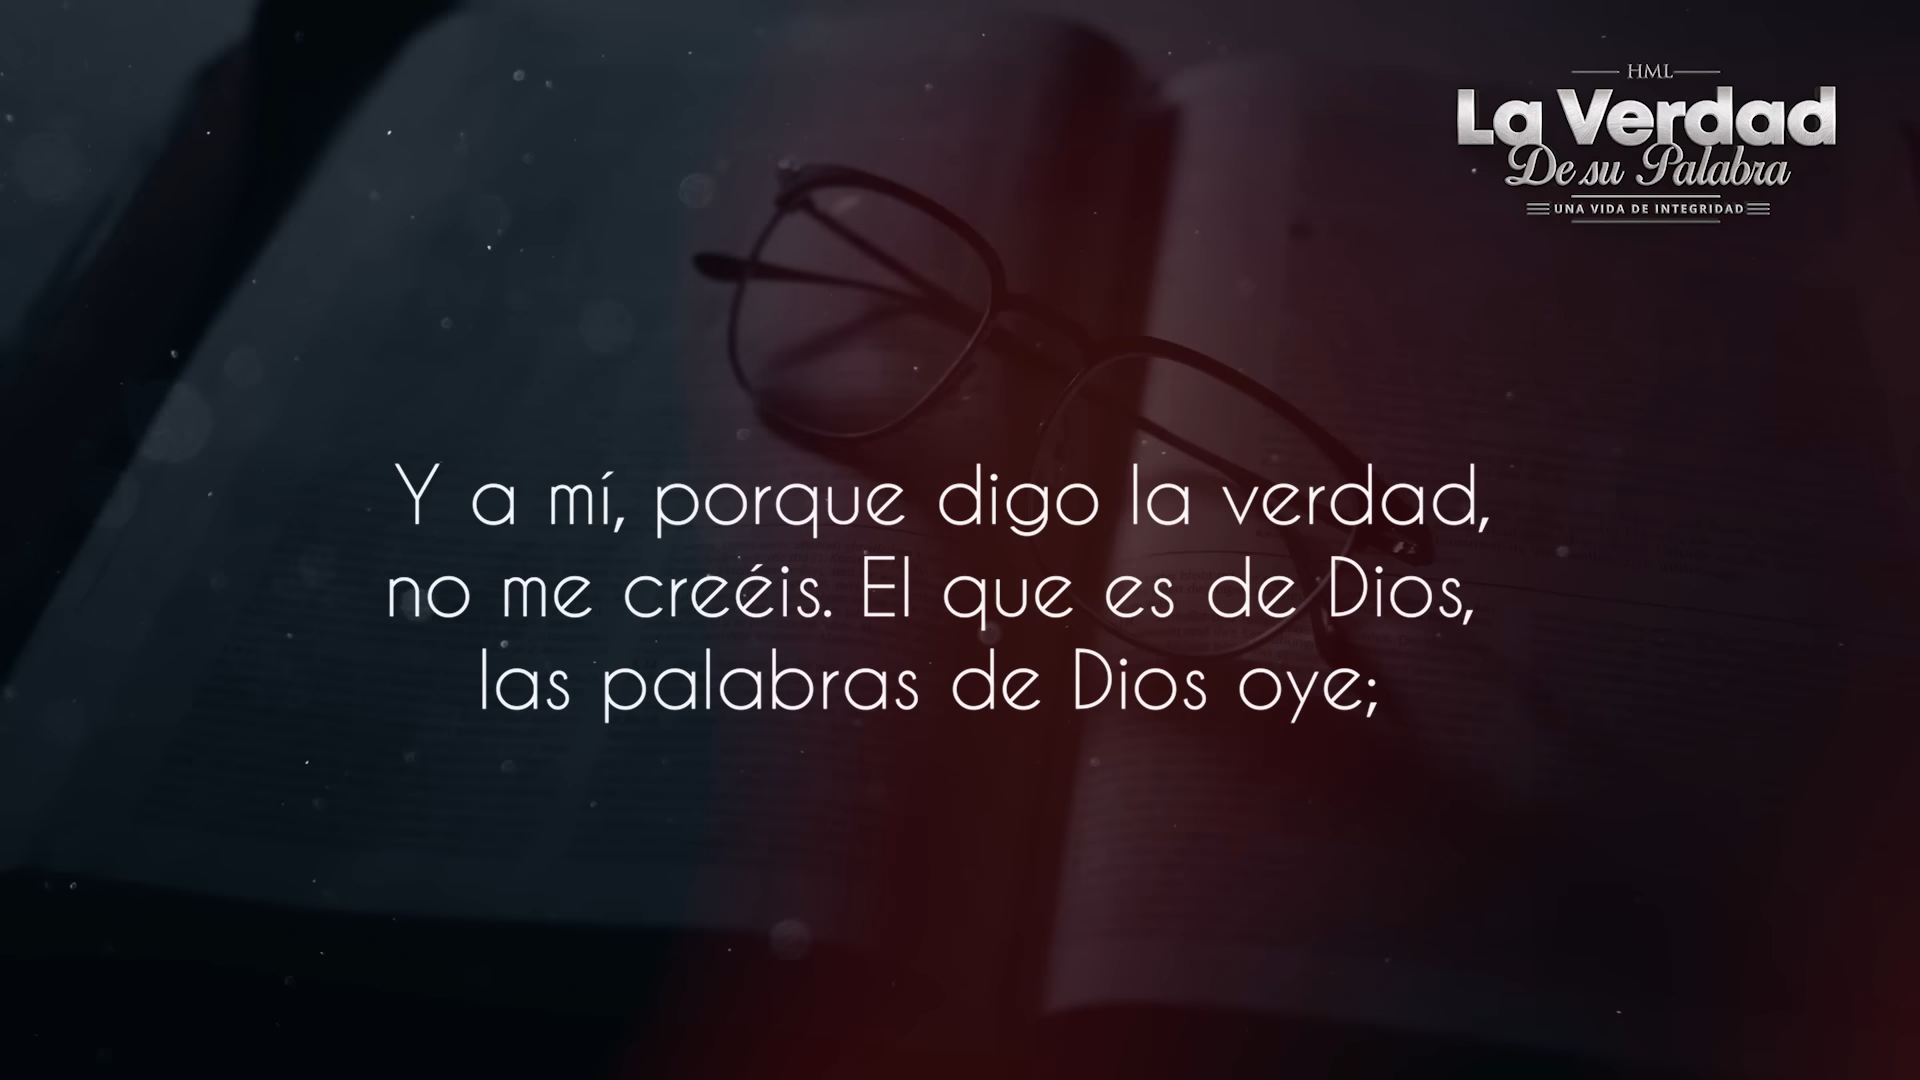 HML
La Verdad
De su Palabra
UNA VIDA DE INTEGRIDAD
Y a mí, porque digo la verdad,
no me creéis. El que es de Dios,
las palabras de Dios oye;